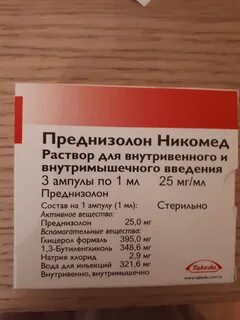 Преднизолон Никомед
Раствор для внутривенного и
внутримышечного введения
3 ампулы по 1 мл 25 мг/мл
Преднизолон
Состав на 1 ампулу (1 мл): Стерильно
Активное вещество:
Преднизолон 25,0 мг
Вспомогательные вещества:
Глицерол формаль 395,0 мг
1,3-Бутиленгликоль 348,6 мг
Натрия хлорид 2,9 мг
Вода для инъекций 321,6 мг
Внутривенно, внутримышечно
Takeda